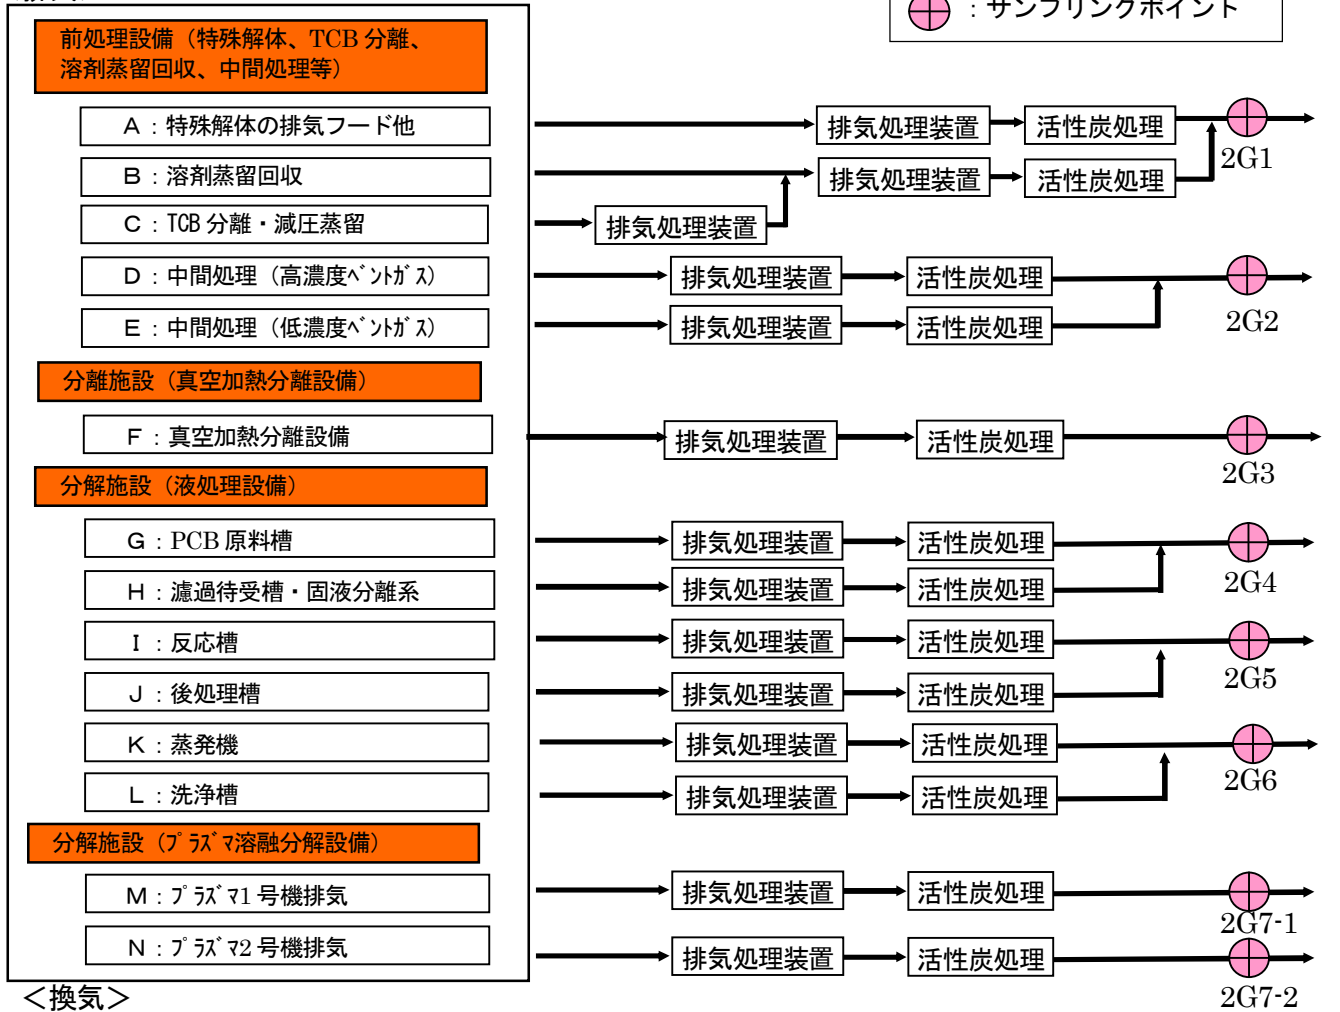 ：サンプリングポイント
前処理設備（特殊解体、TCB 分離、
溶剤蒸留回収、中間処理等）
A：特殊解体の排気フード他
排気処理装置
活性炭処理
2G1
B：溶剤蒸留回収
排気処理装置
活性炭処理
C：TCB 分離・減圧蒸留
排気処理装置
D：中間処理（高濃度ﾍﾞﾝﾄｶﾞｽ）
排気処理装置
活性炭処理
2G2
E：中間処理（低濃度ﾍﾞﾝﾄｶﾞｽ）
排気処理装置
活性炭処理
分離施設（真空加熱分離設備）
F：真空加熱分離設備
排気処理装置
活性炭処理
2G3
分解施設（液処理設備）
G：PCB 原料槽
排気処理装置
活性炭処理
2G4
H：濾過待受槽・固液分離系
排気処理装置
活性炭処理
I：反応槽
排気処理装置
活性炭処理
2G5
J：後処理槽
排気処理装置
活性炭処理
K：蒸発機
排気処理装置
活性炭処理
2G6
L：洗浄槽
排気処理装置
活性炭処理
分解施設（ﾌﾟﾗｽﾞﾏ溶融分解設備）
M：ﾌﾟﾗｽﾞﾏ1 号機排気
排気処理装置
活性炭処理
2G7-1
N：ﾌﾟﾗｽﾞﾏ2 号機排気
排気処理装置
活性炭処理
2G7-2
＜換気＞